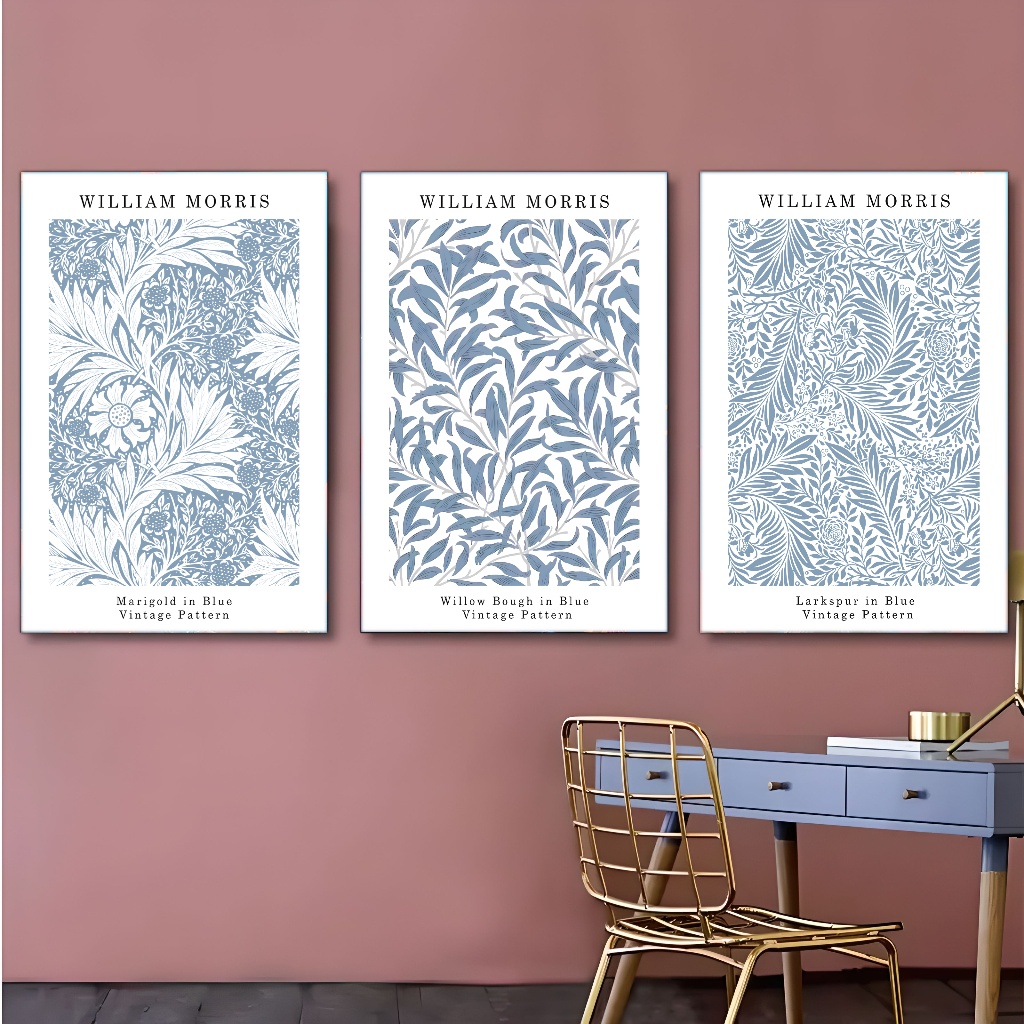 WILLIAM MORRIS
Marigold in Blue
Vintage Pattern
WILLIAM MORRIS
Willow Bough in Blue
Vintage Pattern
WILLIAM MORRIS
Larkspur in Blue
Vintage Pattern